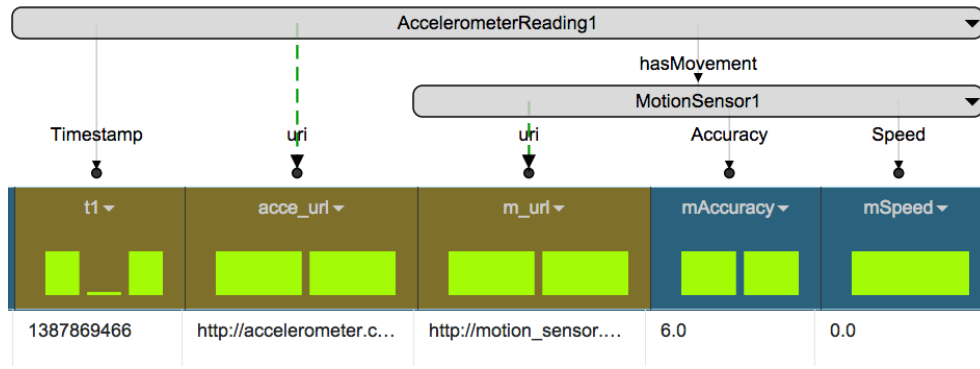 AccelerometerReading1
hasMovement
MotionSensor1
Timestamp uri uri Accuracy Speed
t1 acce_url m_url mAccuracy mSpeed
1387869466 http://accelerometer.c... http://motion_sensor.... 6.0 0.0